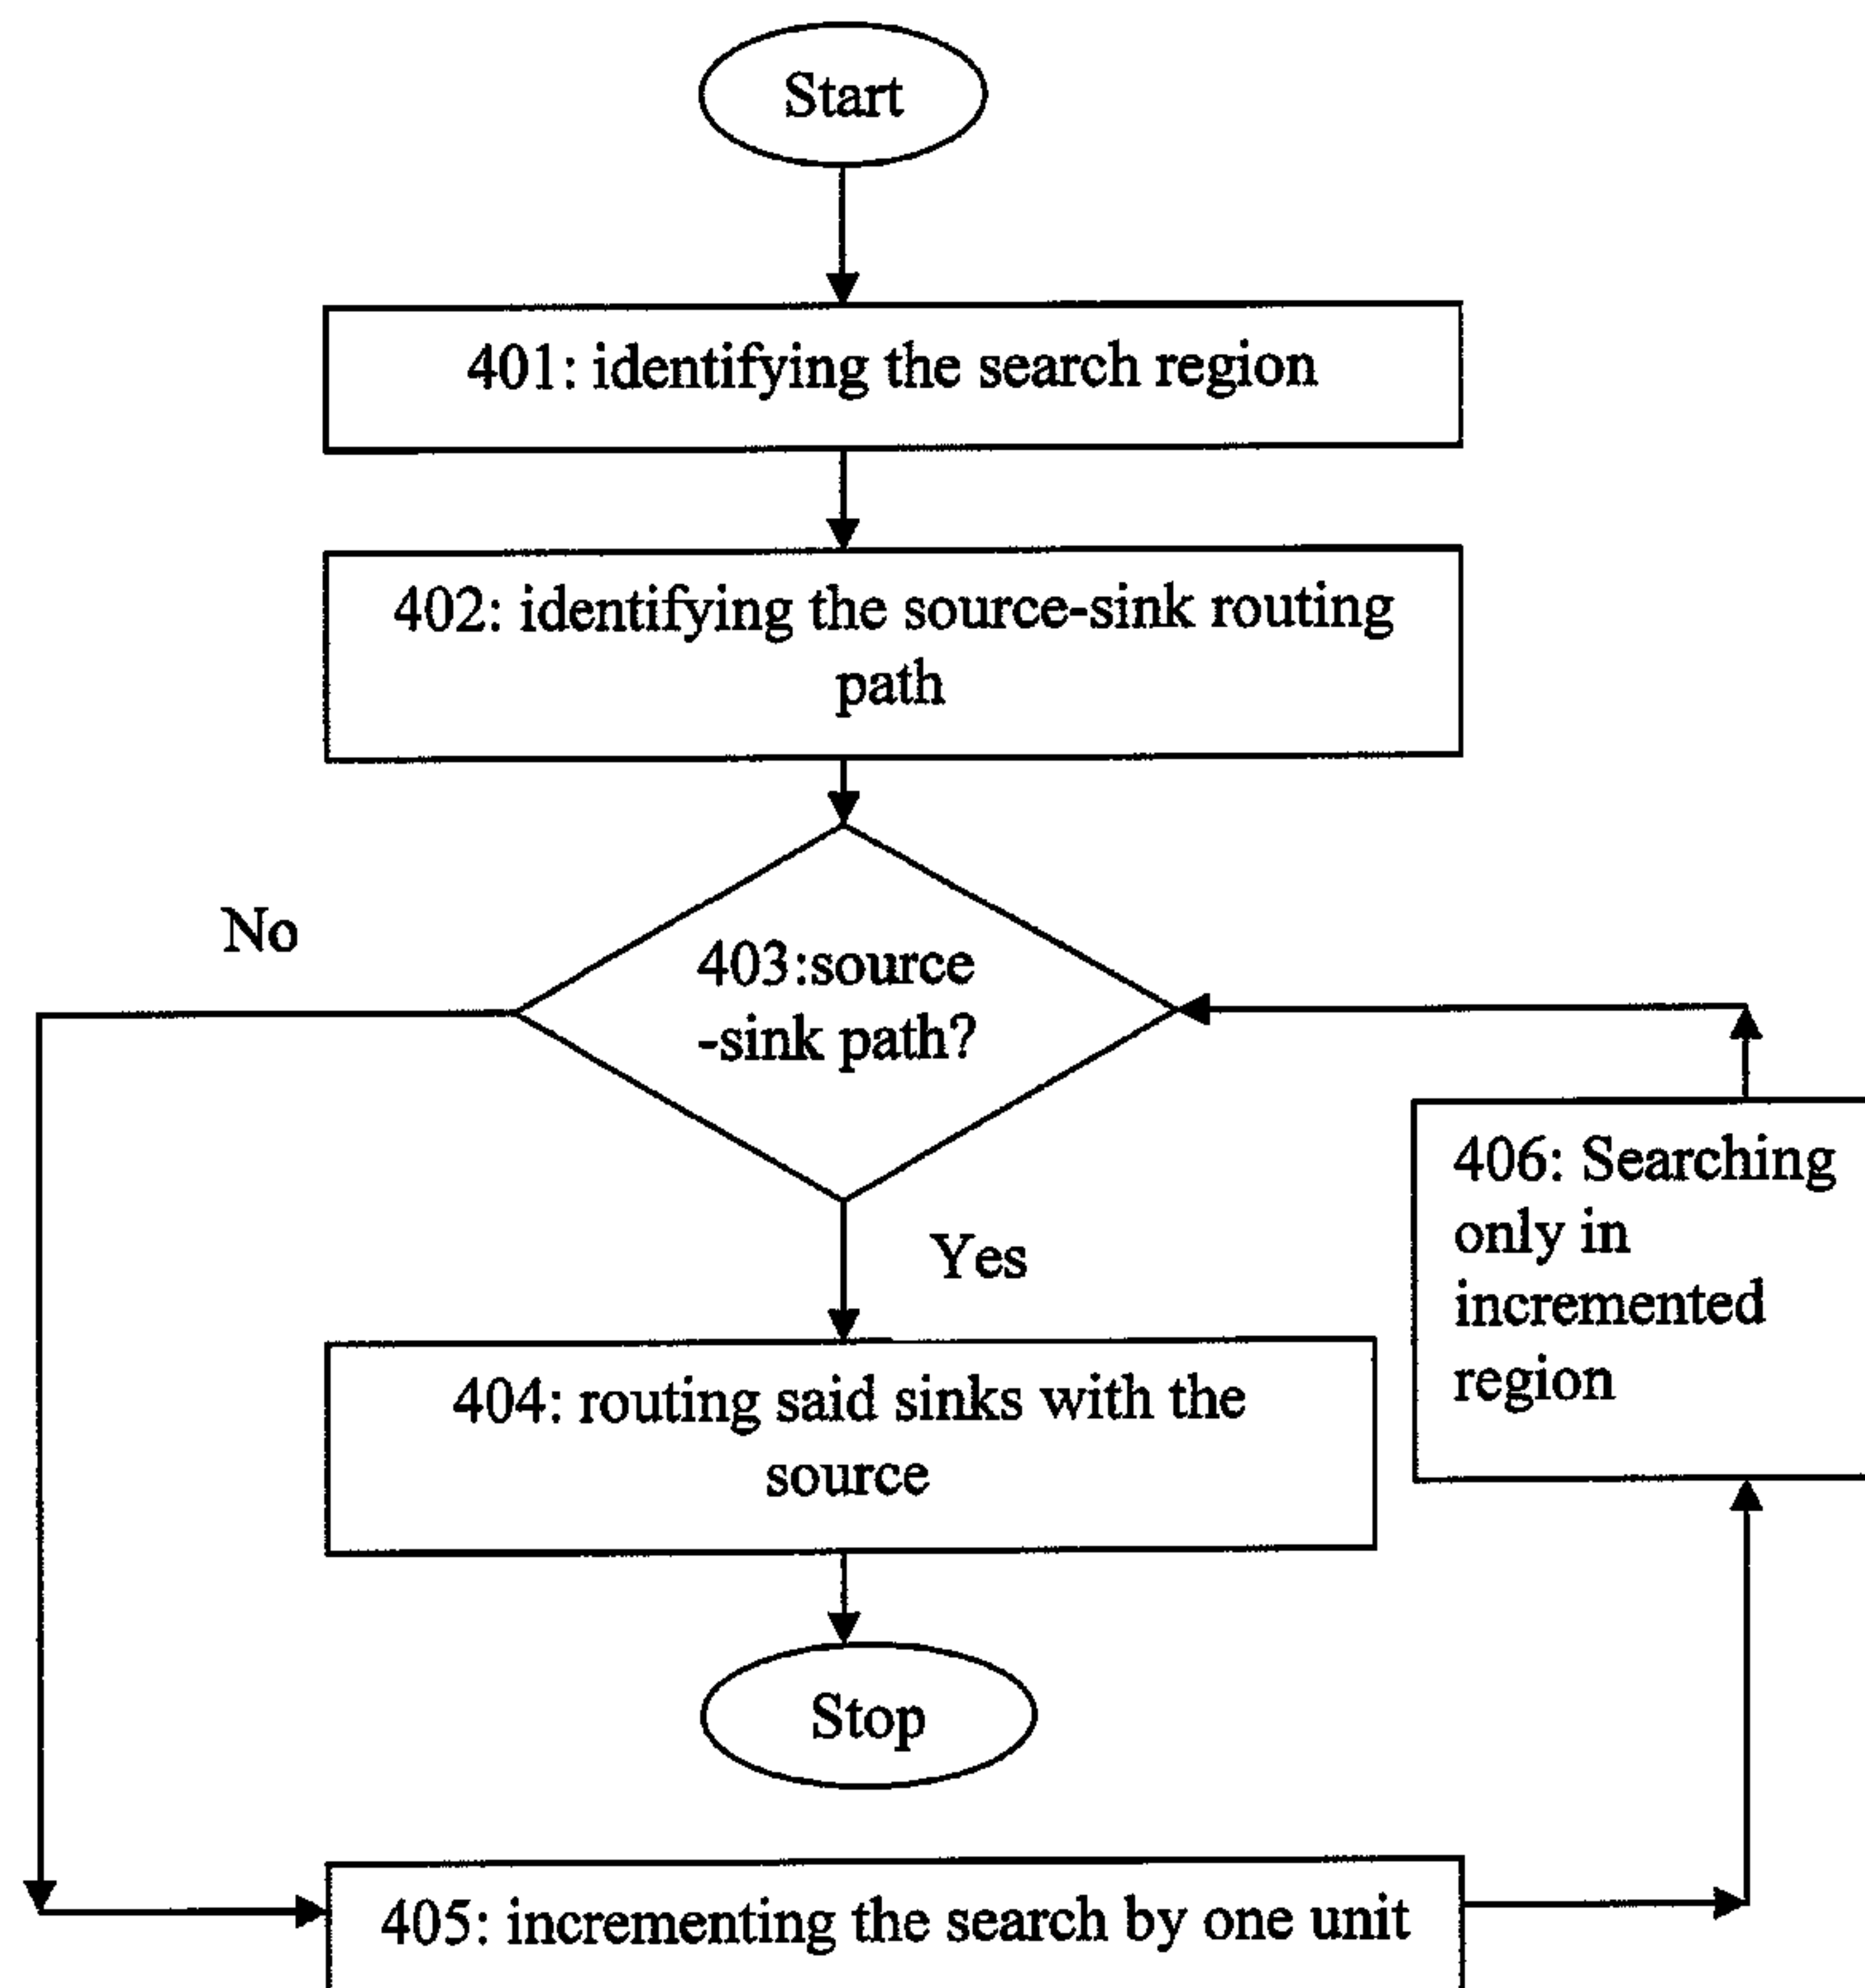 Start
401: identifying the search region
402: identifying the source-sink routing
path
No
403:source
-sink path?
406: Searching
only in
incremented
region
Yes
404: routing said sinks with the
source
Stop
405: incrementing the search by one unit